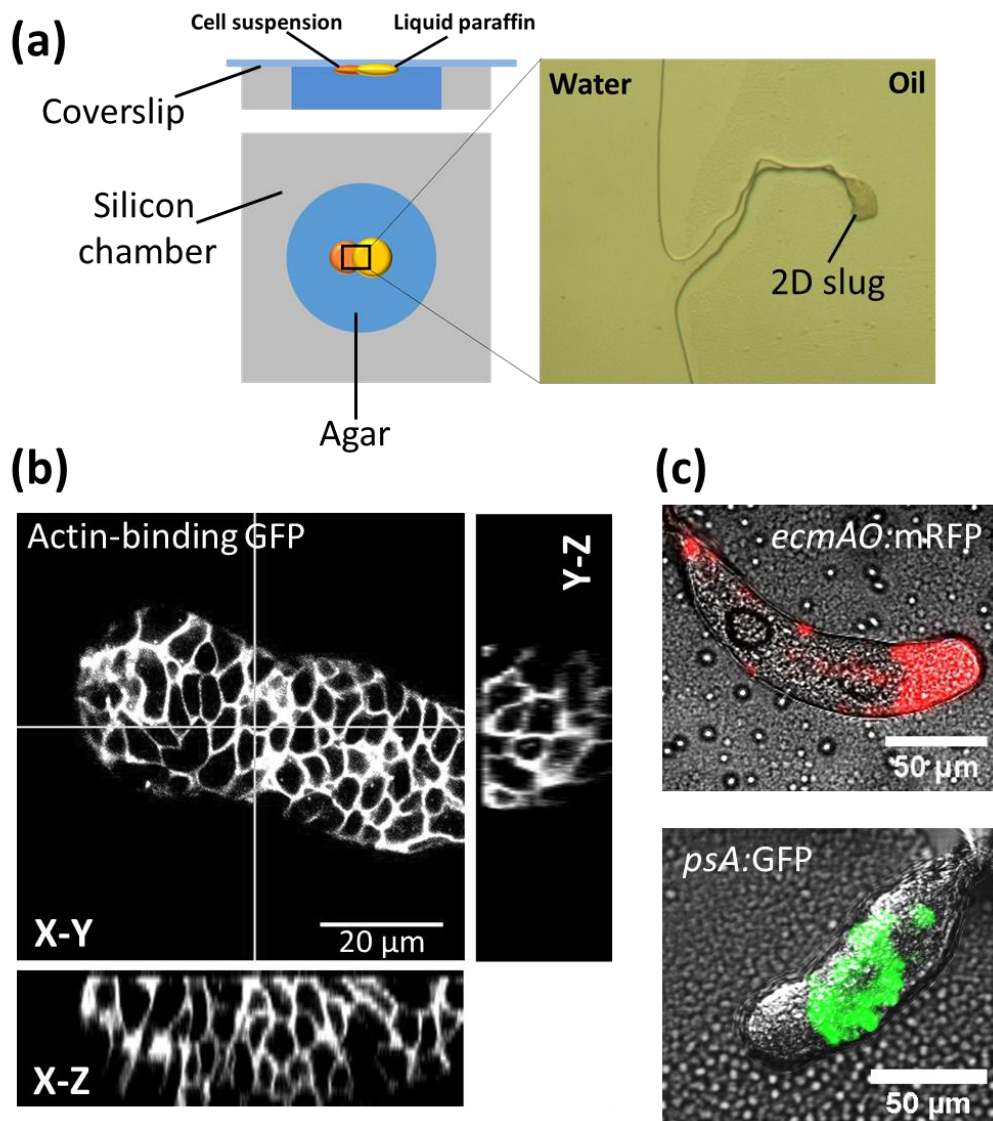 (a)
Cell suspension
Liquid paraffin
Coverslip
Silicon
chamber
Agar
Water
Oil
2D slug
(b)
Actin-binding GFP
Y-Z
X-Y
20 μm
X-Z
(c)
ecmAO:mRFP
50 μm
psA:GFP
50 μm